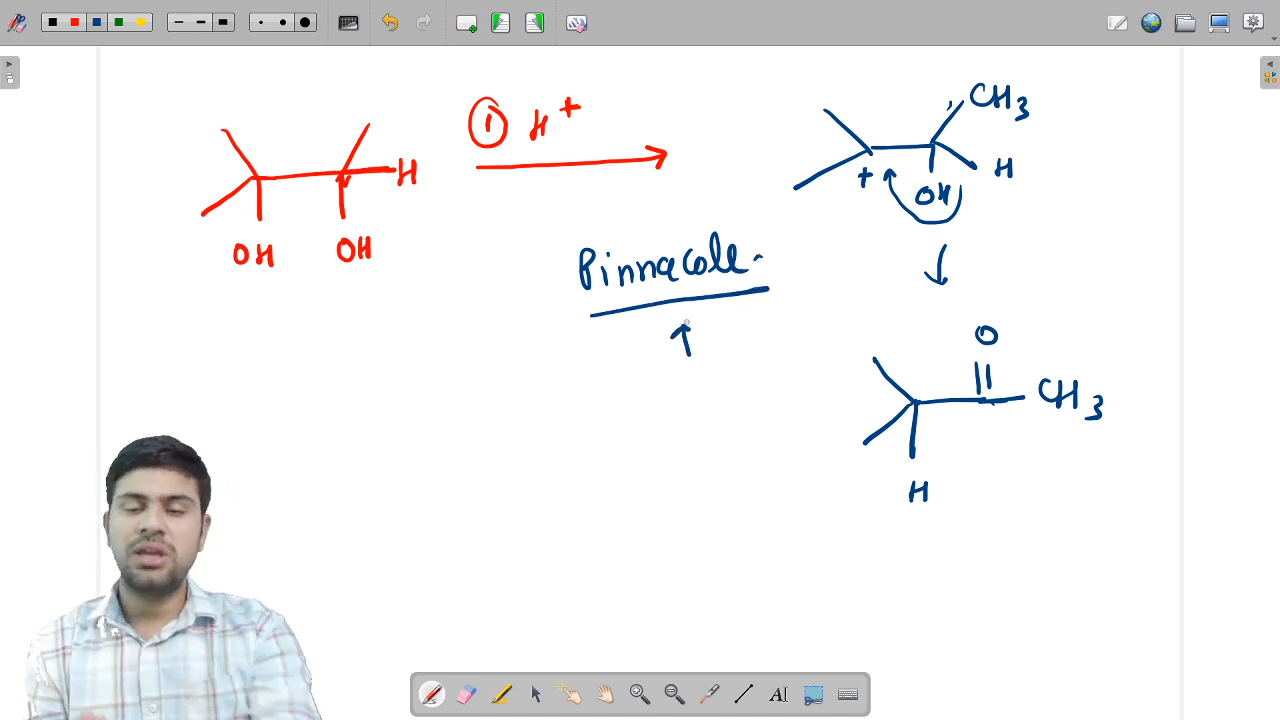 ① H+
H
OH OH
CH3
+ OH H
Pinnacole.
O
CH3
H